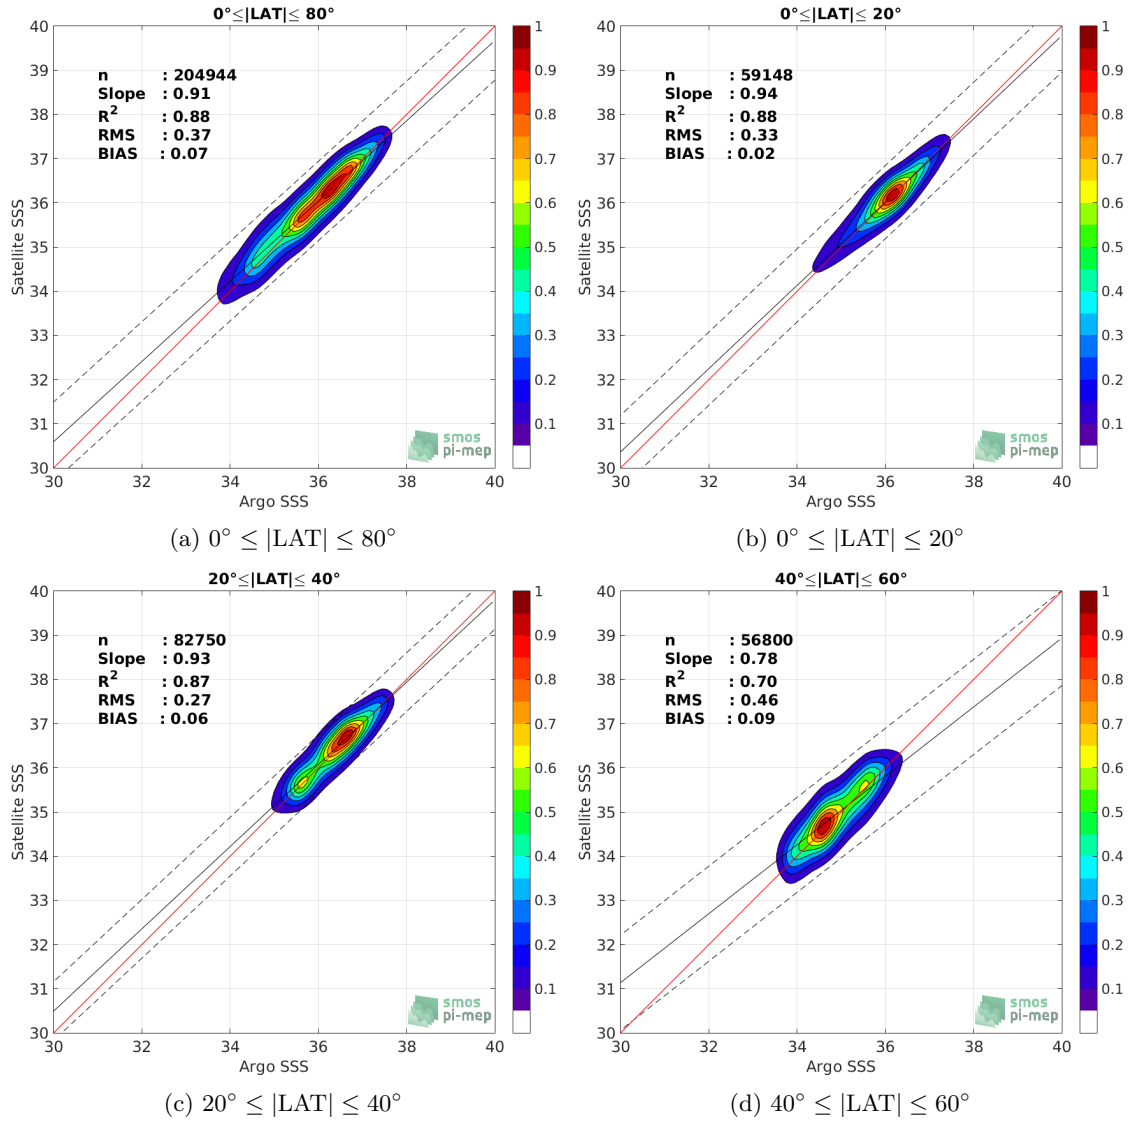 0°≤|LAT|≤ 80°
n : 204944
Slope : 0.91
R² : 0.88
RMS : 0.37
BIAS : 0.07
40
39
38
37
36
35
34
33
32
31
30
Satellite SSS
30 32 34 36 38 40
Argo SSS
1
0.9
0.8
0.7
0.6
0.5
0.4
0.3
0.2
0.1
smos
pi-mep
(a) 0° ≤ |LAT| ≤ 80°
0°≤|LAT|≤ 20°
n : 59148
Slope : 0.94
R² : 0.88
RMS : 0.33
BIAS : 0.02
40
39
38
37
36
35
34
33
32
31
30
Satellite SSS
30 32 34 36 38 40
Argo SSS
1
0.9
0.8
0.7
0.6
0.5
0.4
0.3
0.2
0.1
smos
pi-mep
(b) 0° ≤ |LAT| ≤ 20°
20°≤|LAT|≤ 40°
n : 82750
Slope : 0.93
R² : 0.87
RMS : 0.27
BIAS : 0.06
40
39
38
37
36
35
34
33
32
31
30
Satellite SSS
30 32 34 36 38 40
Argo SSS
1
0.9
0.8
0.7
0.6
0.5
0.4
0.3
0.2
0.1
smos
pi-mep
(c) 20° ≤ |LAT| ≤ 40°
40°≤|LAT|≤ 60°
n : 56800
Slope : 0.78
R² : 0.70
RMS : 0.46
BIAS : 0.09
40
39
38
37
36
35
34
33
32
31
30
Satellite SSS
30 32 34 36 38 40
Argo SSS
1
0.9
0.8
0.7
0.6
0.5
0.4
0.3
0.2
0.1
smos
pi-mep
(d) 40° ≤ |LAT| ≤ 60°